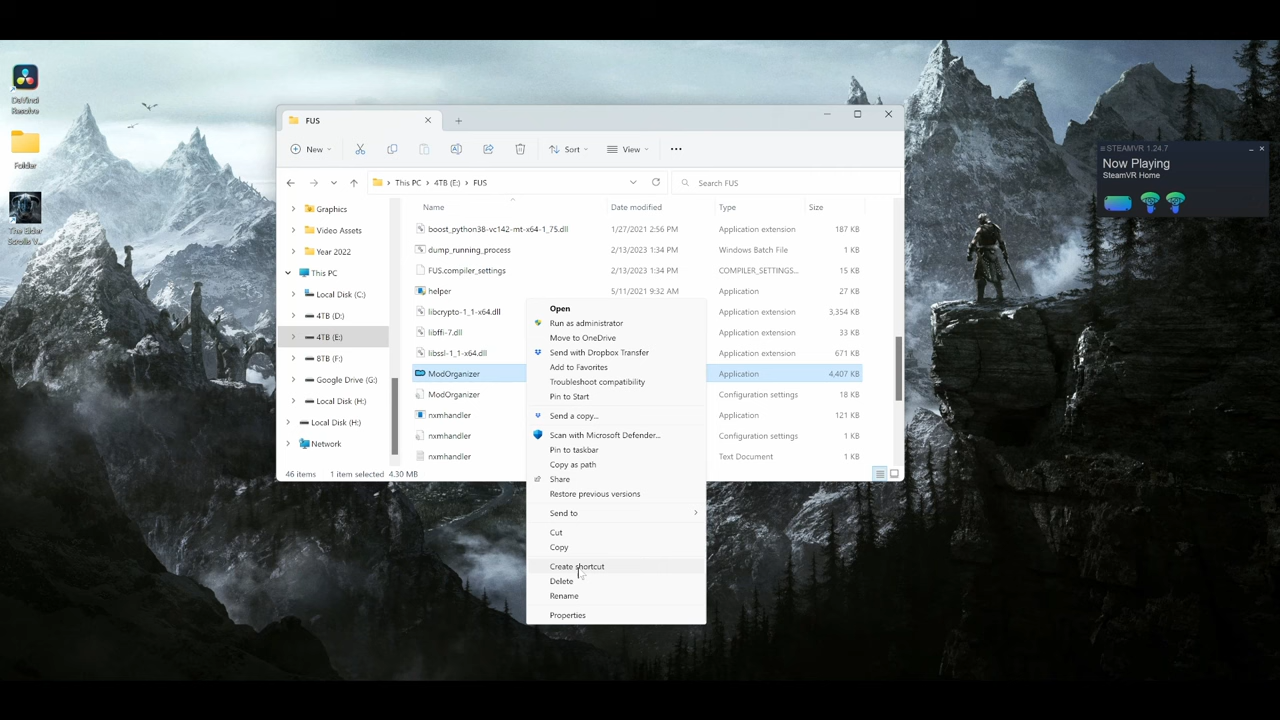 DaVinci
Resolve
Folder
The Elder
Scrolls V...
FUS
New
Sort
View
This PC
4TB (E:)
FUS
Search FUS
Graphics
Video Assets
Year 2022
This PC
Local Disk (C:)
4TB (D:)
4TB (E:)
8TB (F:)
Google Drive (G:)
Local Disk (H:)
Local Disk (H:)
Network
Name Date modified Type Size
boost_python38-vc142-mt-x64-1_75.dll 1/27/2021 2:56 PM Application extension 187 KB
dump_running_process 2/13/2023 1:34 PM Windows Batch File 1 KB
FUS.compiler_settings 2/13/2023 1:34 PM COMPILER_SETTINGS... 15 KB
helper 5/11/2021 9:32 AM Application 27 KB
libcrypto-1_1-x64.dll Application extension 3,354 KB
libffi-7.dll Application extension 33 KB
libssl-1_1-x64.dll Application extension 671 KB
ModOrganizer Application 4,407 KB
ModOrganizer Configuration settings 18 KB
nxmhandler Application 121 KB
nxmhandler Configuration settings 1 KB
nxmhandler Text Document 1 KB
46 items 1 item selected 4.30 MB
Open
Run as administrator
Move to OneDrive
Send with Dropbox Transfer
Add to Favorites
Troubleshoot compatibility
Pin to Start
Send a copy...
Scan with Microsoft Defender...
Pin to taskbar
Copy as path
Share
Restore previous versions
Send to
Cut
Copy
Create shortcut
Delete
Rename
Properties
STEAMVR 1.24.7
Now Playing
SteamVR Home